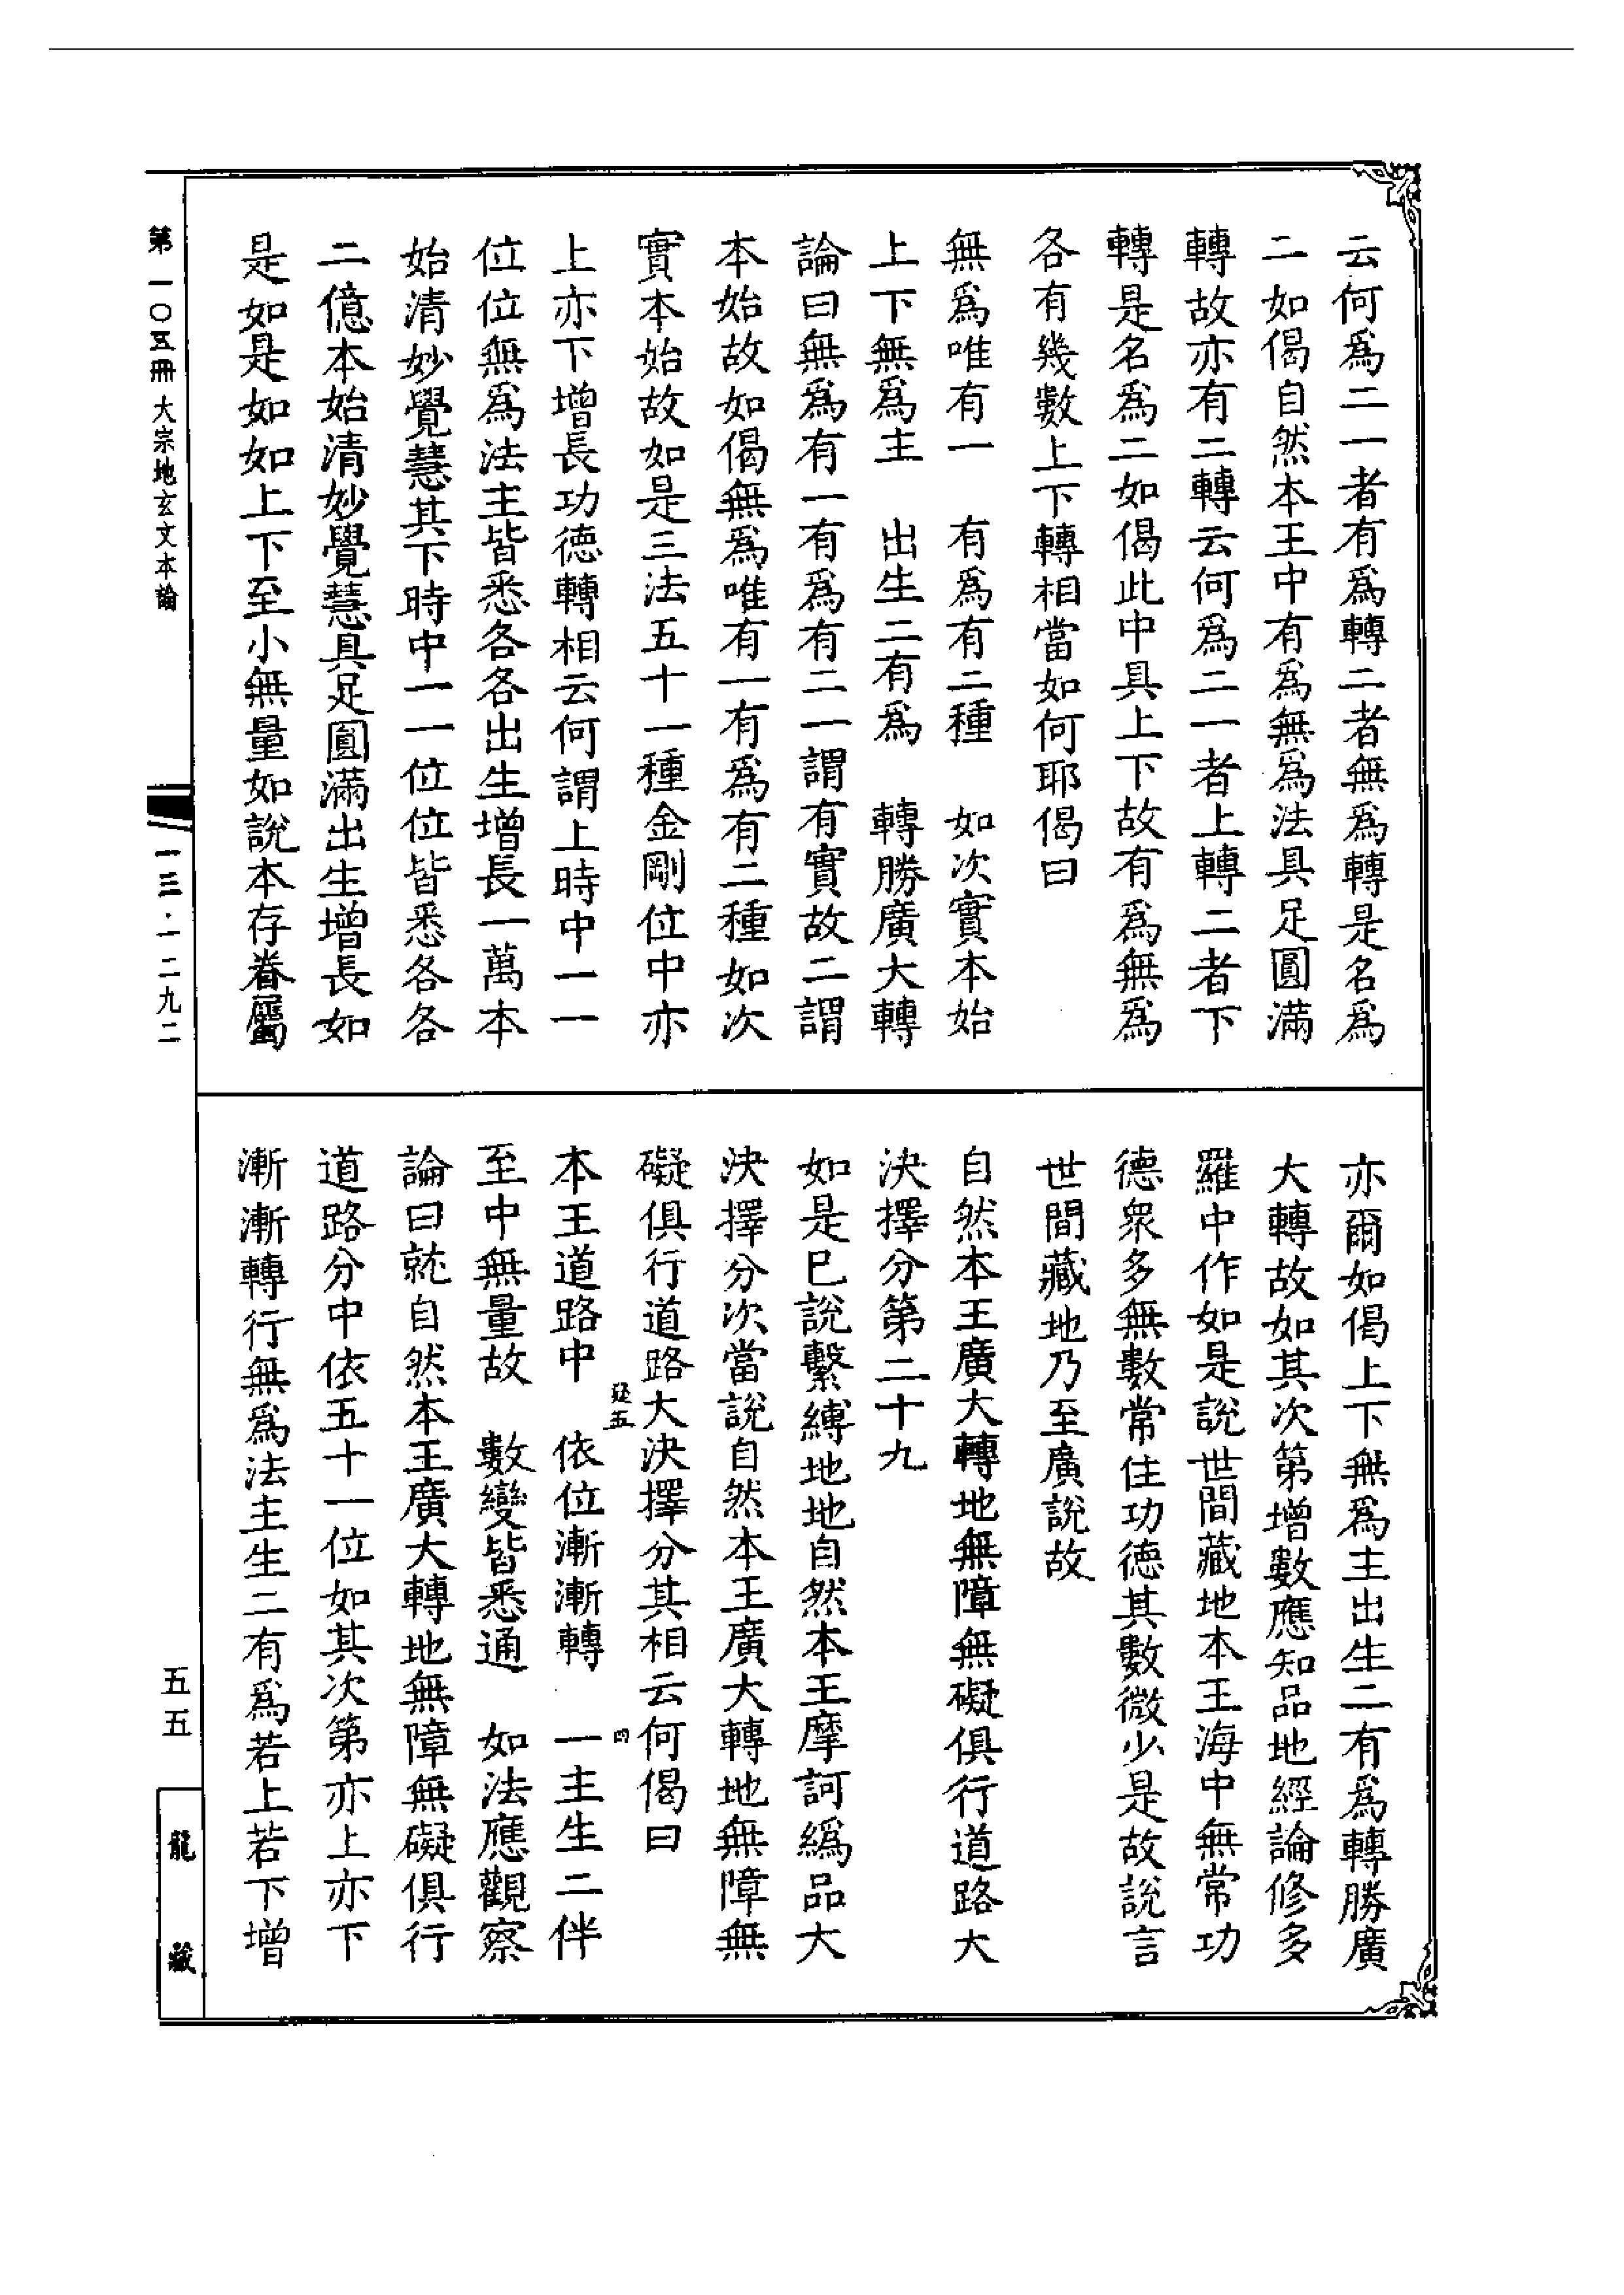 云何爲二一者有爲轉二者無爲轉是名爲
二如偈自然本王中有爲無爲法具足圓滿
轉故亦有二轉云何爲二一者上轉二者下
轉是名爲二如偈此中具上下故有爲無爲
各有幾數上下轉相當如何耶偈曰
無爲唯有一　有爲有二種　如次實本始
上下無爲主　出生二有爲　轉勝廣大轉
論曰無爲有一有爲有二一謂有實故二謂
本始故如偈無爲唯有一有爲有二種如次
實本始故如是三法五十一種金剛位中亦
上亦下增長功德轉相云何謂上時中一一
位位無爲法主皆悉各各出生增長一萬本
始清妙覺慧其下時中一一位位皆悉各各
二億本始清妙覺慧具足圓滿出生增長如
是如是如如上下至小無量如說本存眷屬
亦爾如偈上下無爲主出生二有爲轉勝廣
大轉故如其次第增數應知品地經論修多
羅中作如是說世間藏地本王海中無常功
德衆多無數常住功德其數微少是故說言
世間藏地乃至廣說故
自然本王廣大轉地無障無礙俱行道路大
決擇分第二十九
如是已說繫縛地地自然本王摩訶縎品大
決擇分次當說自然本王廣大轉地無障無
礙俱行道路大決擇分其相云何偈曰
疑五　四
本王道路中　依位漸漸轉　一主生二伴
至中無量故　數變皆悉通　如法應觀察
論曰就自然本王廣大轉地無障無礙俱行
道路分中依五十一位如其次第亦上亦下
漸漸轉行無爲法主生二有爲若上若下增
第一〇五冊　大宗地玄文本論
一三·一二九二
五五
龍藏